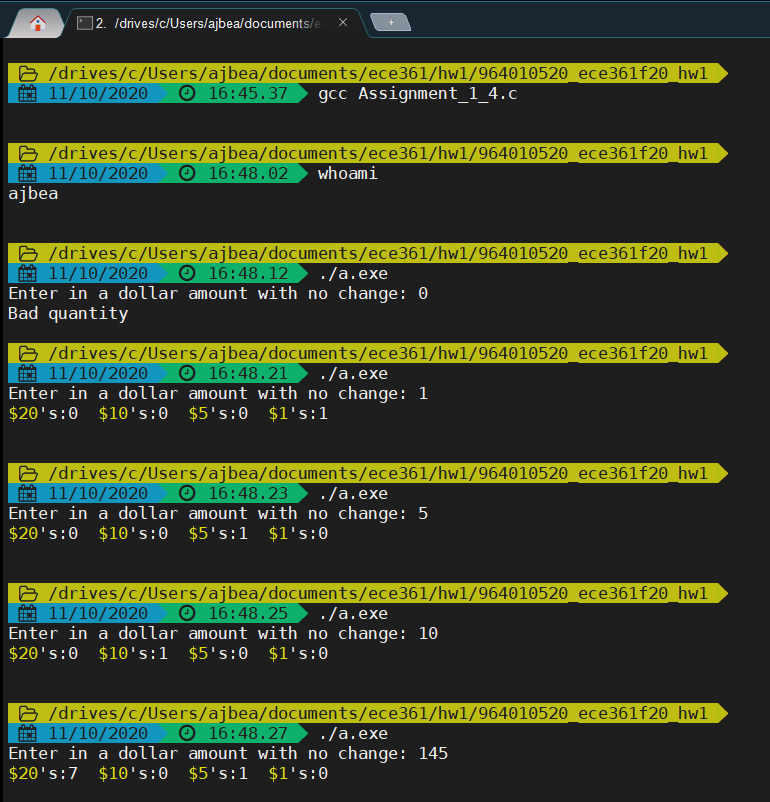 2. /drives/c/Users/ajbea/documents/e
/drives/c/Users/ajbea/documents/ece361/hw1/964010520_ece361f20_hw1
11/10/2020 16:45.37 gcc Assignment_1_4.c
/drives/c/Users/ajbea/documents/ece361/hw1/964010520_ece361f20_hw1
11/10/2020 16:48.02 whoami
ajbea
/drives/c/Users/ajbea/documents/ece361/hw1/964010520_ece361f20_hw1
11/10/2020 16:48.12 ./a.exe
Enter in a dollar amount with no change: 0
Bad quantity
/drives/c/Users/ajbea/documents/ece361/hw1/964010520_ece361f20_hw1
11/10/2020 16:48.21 ./a.exe
Enter in a dollar amount with no change: 1
$20's:0  $10's:0  $5's:0  $1's:1
/drives/c/Users/ajbea/documents/ece361/hw1/964010520_ece361f20_hw1
11/10/2020 16:48.23 ./a.exe
Enter in a dollar amount with no change: 5
$20's:0  $10's:0  $5's:1  $1's:0
/drives/c/Users/ajbea/documents/ece361/hw1/964010520_ece361f20_hw1
11/10/2020 16:48.25 ./a.exe
Enter in a dollar amount with no change: 10
$20's:0  $10's:1  $5's:0  $1's:0
/drives/c/Users/ajbea/documents/ece361/hw1/964010520_ece361f20_hw1
11/10/2020 16:48.27 ./a.exe
Enter in a dollar amount with no change: 145
$20's:7  $10's:0  $5's:1  $1's:0